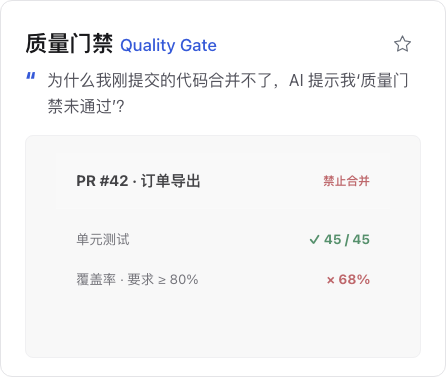 质量门禁 Quality Gate
“ 为什么我刚提交的代码合并不了，AI 提示我‘质量门
禁未通过’？
PR #42 · 订单导出 禁止合并
单元测试 ✓ 45 / 45
覆盖率 · 要求 ≥ 80% × 68%